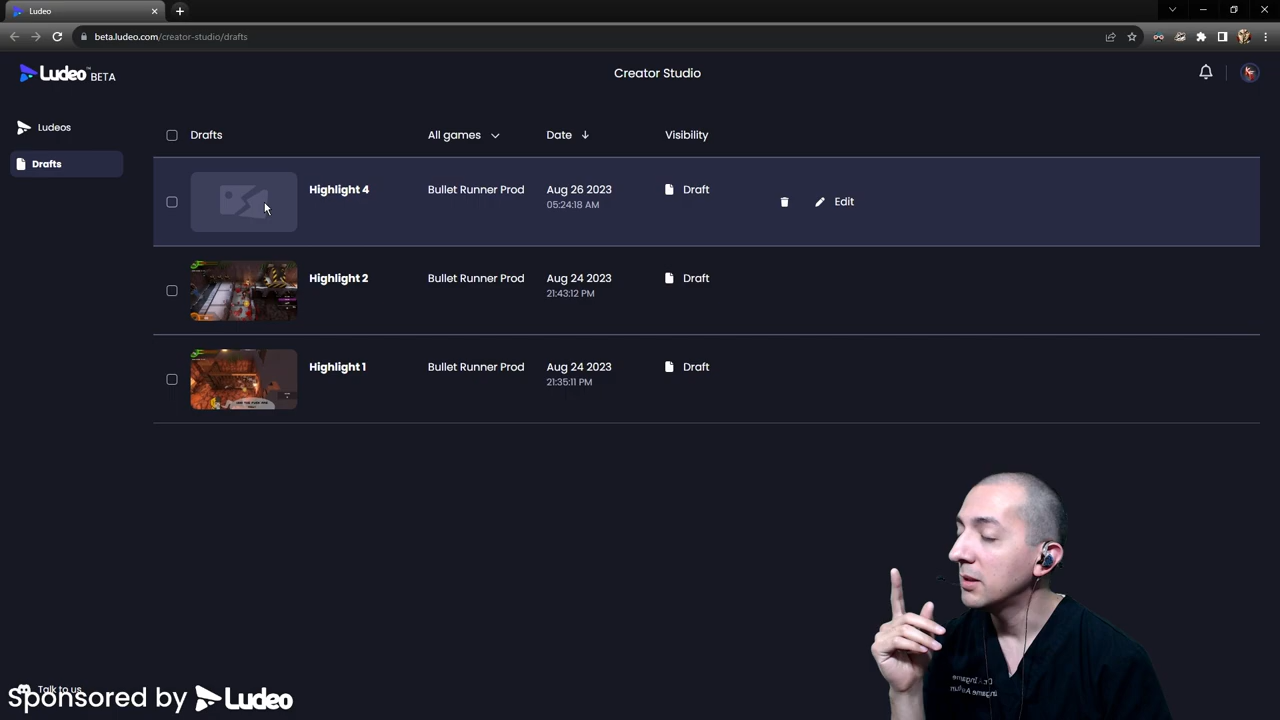 Ludeo
beta.ludeo.com/creator-studio/drafts
Ludeo™ BETA
Creator Studio
Ludeos
Drafts
Drafts All games Date Visibility
Highlight 4 Bullet Runner Prod Aug 26 2023 Draft Edit
05:24:18 AM
Highlight 2 Bullet Runner Prod Aug 24 2023 Draft
21:43:12 PM
Highlight 1 Bullet Runner Prod Aug 24 2023 Draft
21:35:11 PM
Talk to us
Sponsored by Ludeo